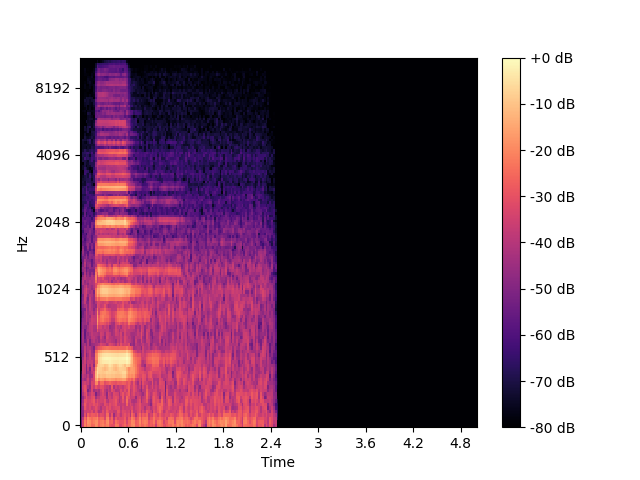 +0 dB
8192
-10 dB
4096
-20 dB
-30 dB
2048
Hz
-40 dB
1024
-50 dB
-60 dB
512
-70 dB
0
-80 dB
0 0.6 1.2 1.8 2.4 3 3.6 4.2 4.8
Time